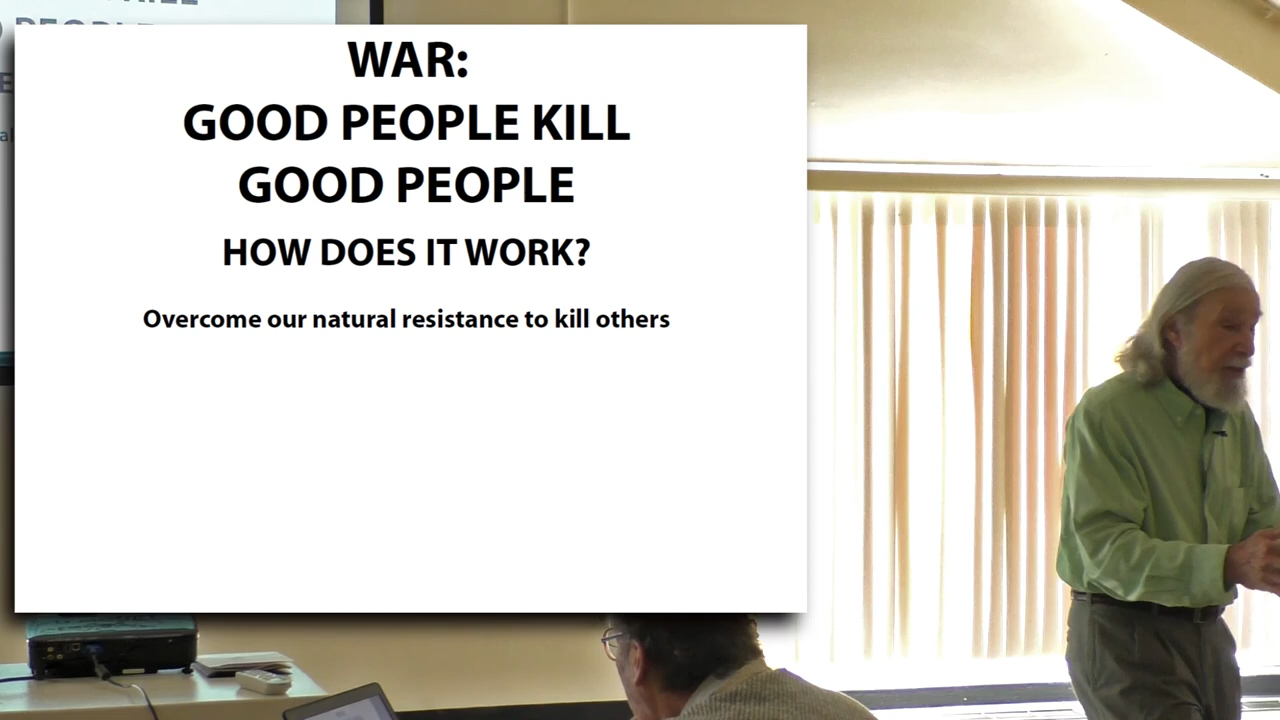 WAR:
GOOD PEOPLE KILL
GOOD PEOPLE
HOW DOES IT WORK?
Overcome our natural resistance to kill others